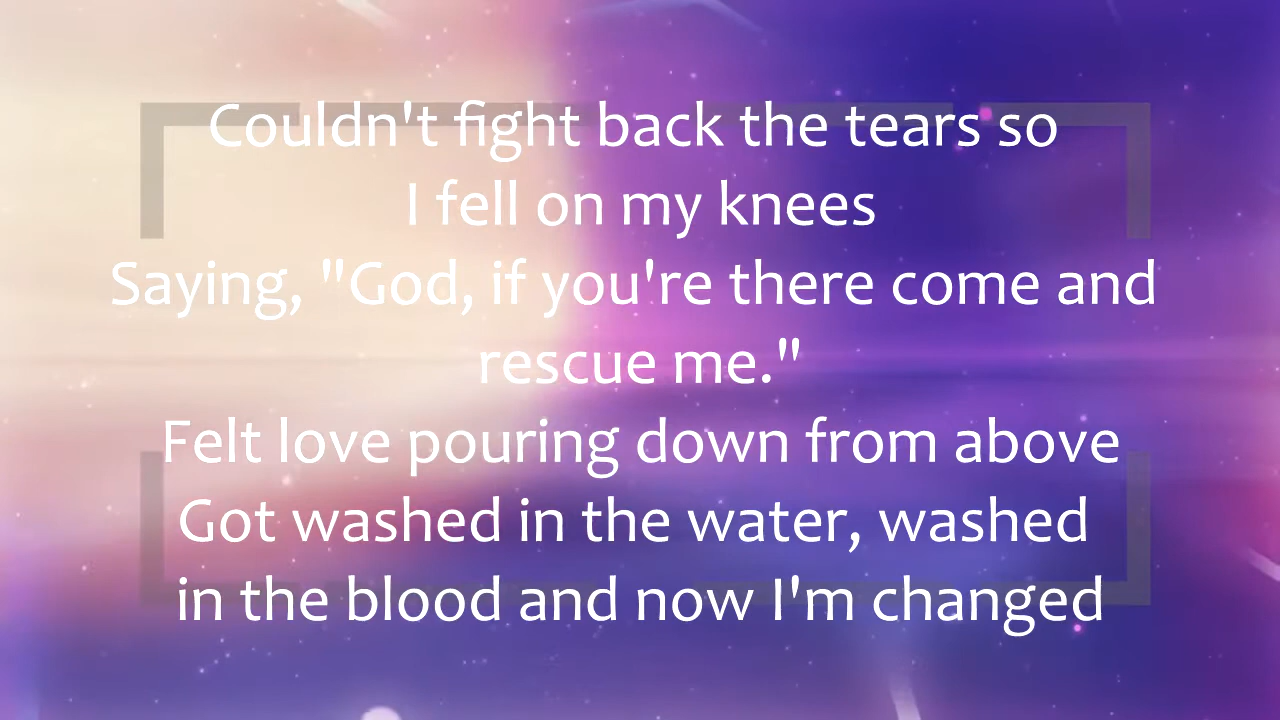 Couldn't fight back the tears so
I fell on my knees
Saying, "God, if you're there come and
rescue me."
Felt love pouring down from above
Got washed in the water, washed
in the blood and now I'm changed